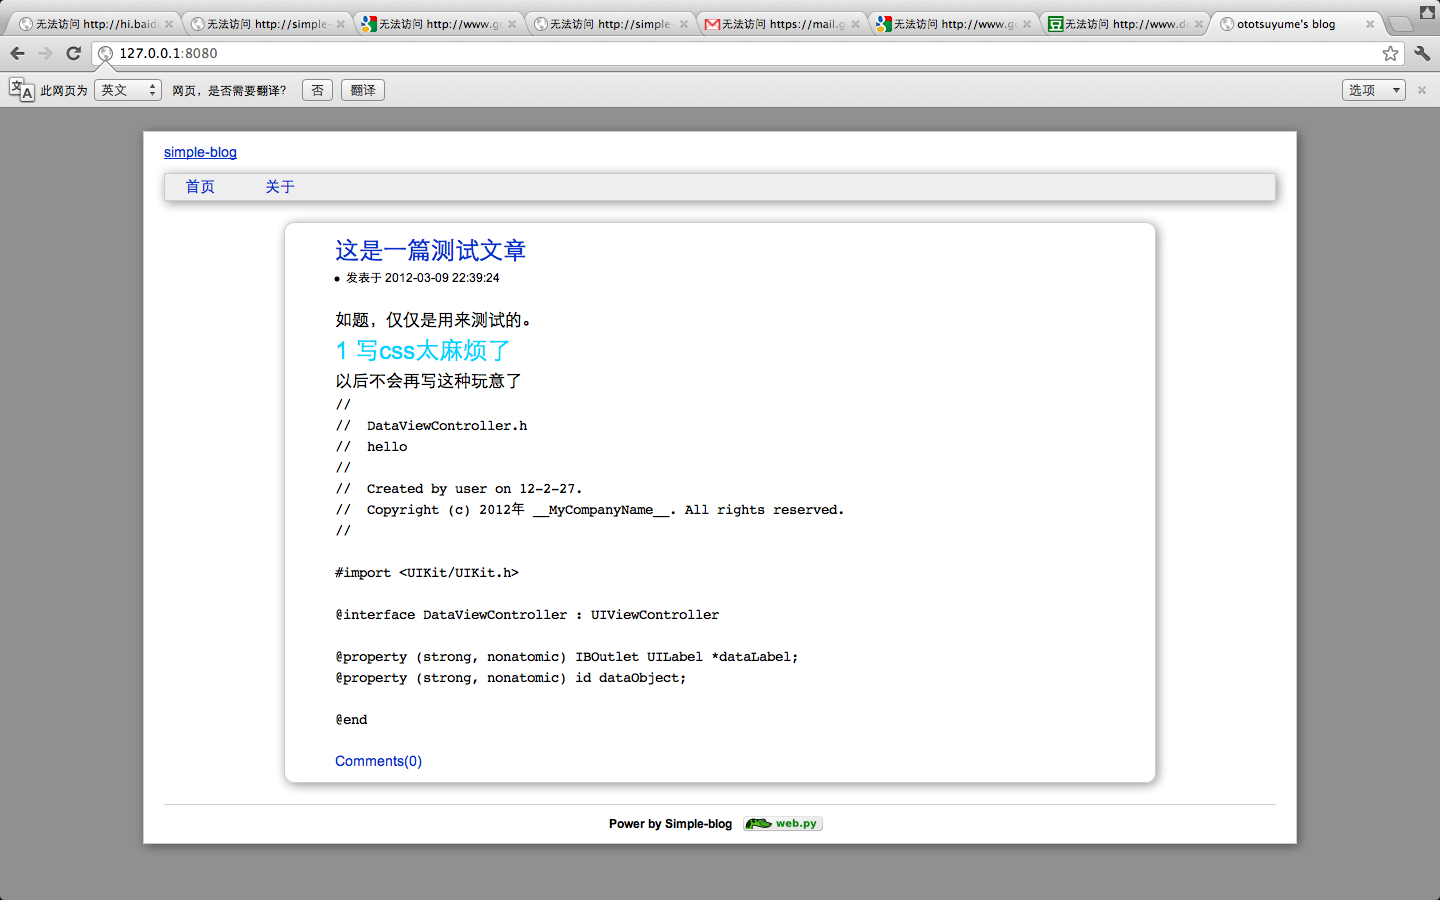 无法访问 http://hi.baid
无法访问 http://simple-
无法访问 http://www.go
无法访问 http://simple-
无法访问 https://mail.g
无法访问 http://www.go
无法访问 http://www.do
ototsuyume's blog
127.0.0.1:8080
此网页为 英文 网页，是否需要翻译？ 否 翻译 选项
simple-blog
首页 关于
这是一篇测试文章
• 发表于 2012-03-09 22:39:24
如题，仅仅是用来测试的。
1 写css太麻烦了
以后不会再写这种玩意了
//
//  DataViewController.h
//  hello
//
//  Created by user on 12-2-27.
//  Copyright (c) 2012年 __MyCompanyName__. All rights reserved.
//
#import <UIKit/UIKit.h>
@interface DataViewController : UIViewController
@property (strong, nonatomic) IBOutlet UILabel *dataLabel;
@property (strong, nonatomic) id dataObject;
@end
Comments(0)
Power by Simple-blog web.py